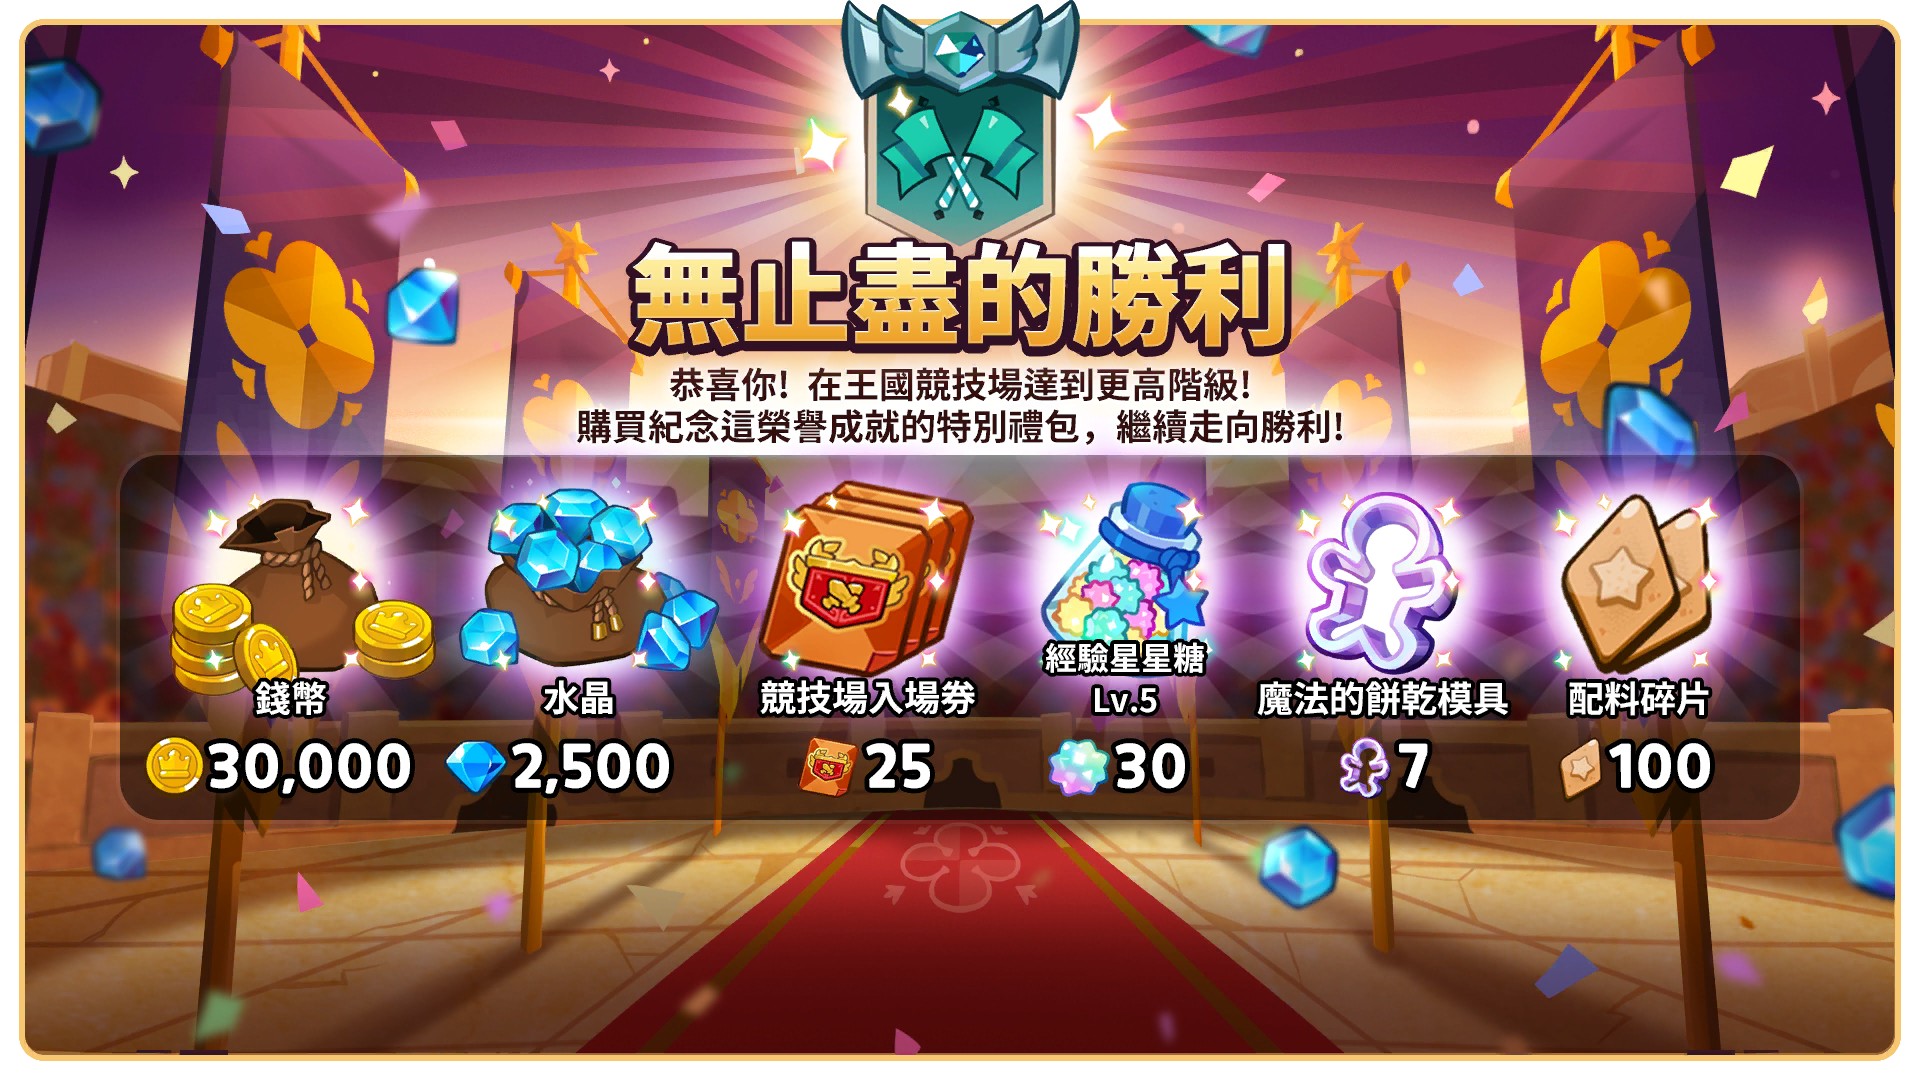 無止盡的勝利
恭喜你！在王國競技場達到更高階級！
購買紀念這榮譽成就的特別禮包，繼續走向勝利！
錢幣
30,000
水晶
2,500
競技場入場券
25
經驗星星糖
Lv.5
30
魔法的餅乾模具
7
配料碎片
100